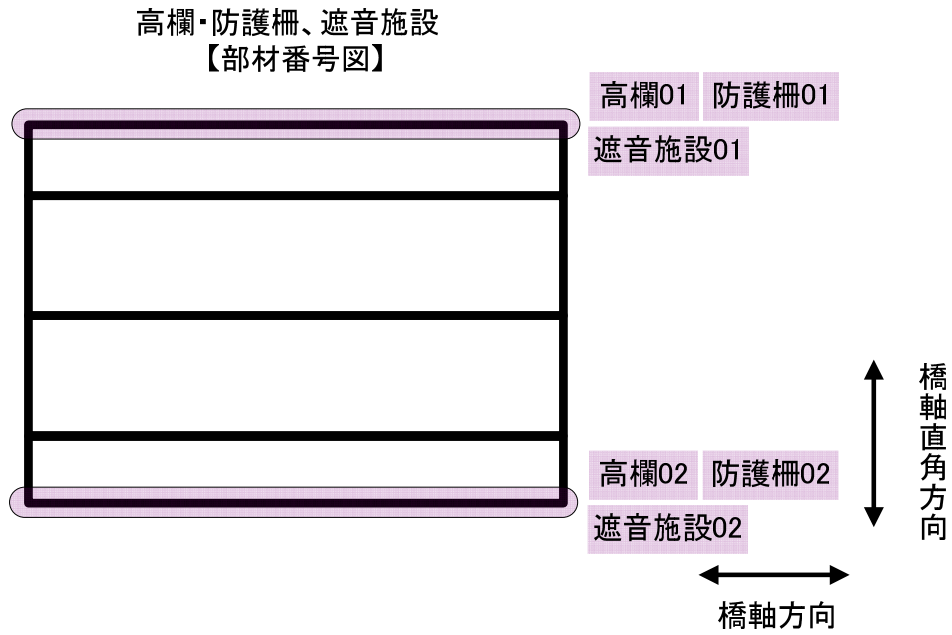 高欄・防護柵、遮音施設
【部材番号図】
高欄01 防護柵01
遮音施設01
高欄02 防護柵02
遮音施設02
橋軸直角方向
橋軸方向